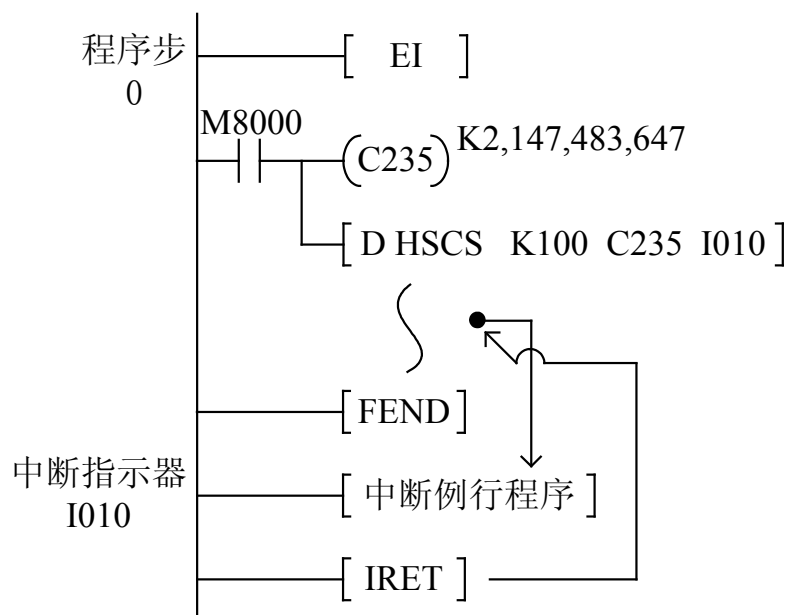 程序步
0
[ EI ]
M8000
(C235) K2,147,483,647
[ D HSCS K100 C235 I010 ]
[ FEND ]
中断指示器
I010
[ 中断例行程序 ]
[ IRET ]